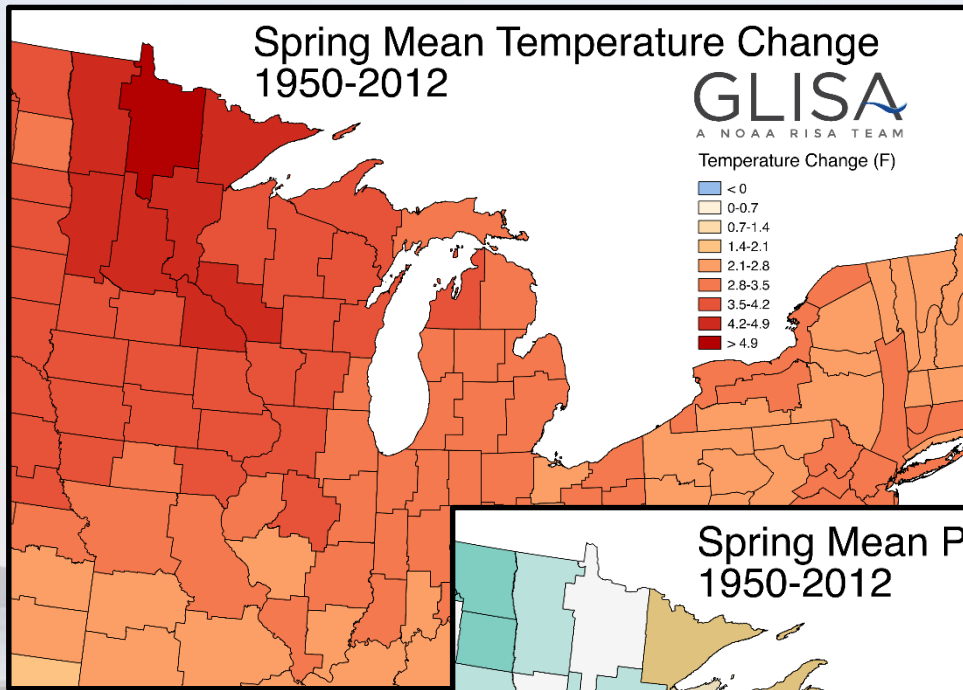 Spring Mean Temperature Change
1950-2012
GLISA
A NOAA RISA TEAM
Temperature Change (F)
< 0
0-0.7
0.7-1.4
1.4-2.1
2.1-2.8
2.8-3.5
3.5-4.2
4.2-4.9
> 4.9
Spring Mean P
1950-2012